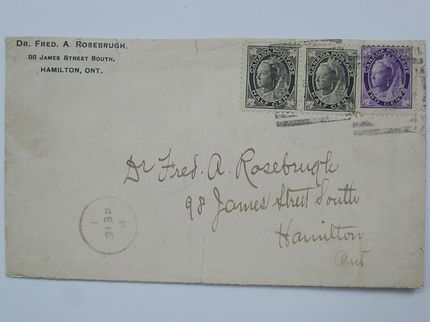 DR. FRED. A. ROSEBRUGH,
98 JAMES STREET SOUTH,
HAMILTON, ONT.
CANADA POSTAGE
HALF CENT
CANADA POSTAGE
HALF CENT
CANADA POSTAGE
TWO CENTS
Dr Fred. A. Rosebrugh
98 James Street South
Hamilton
Ont